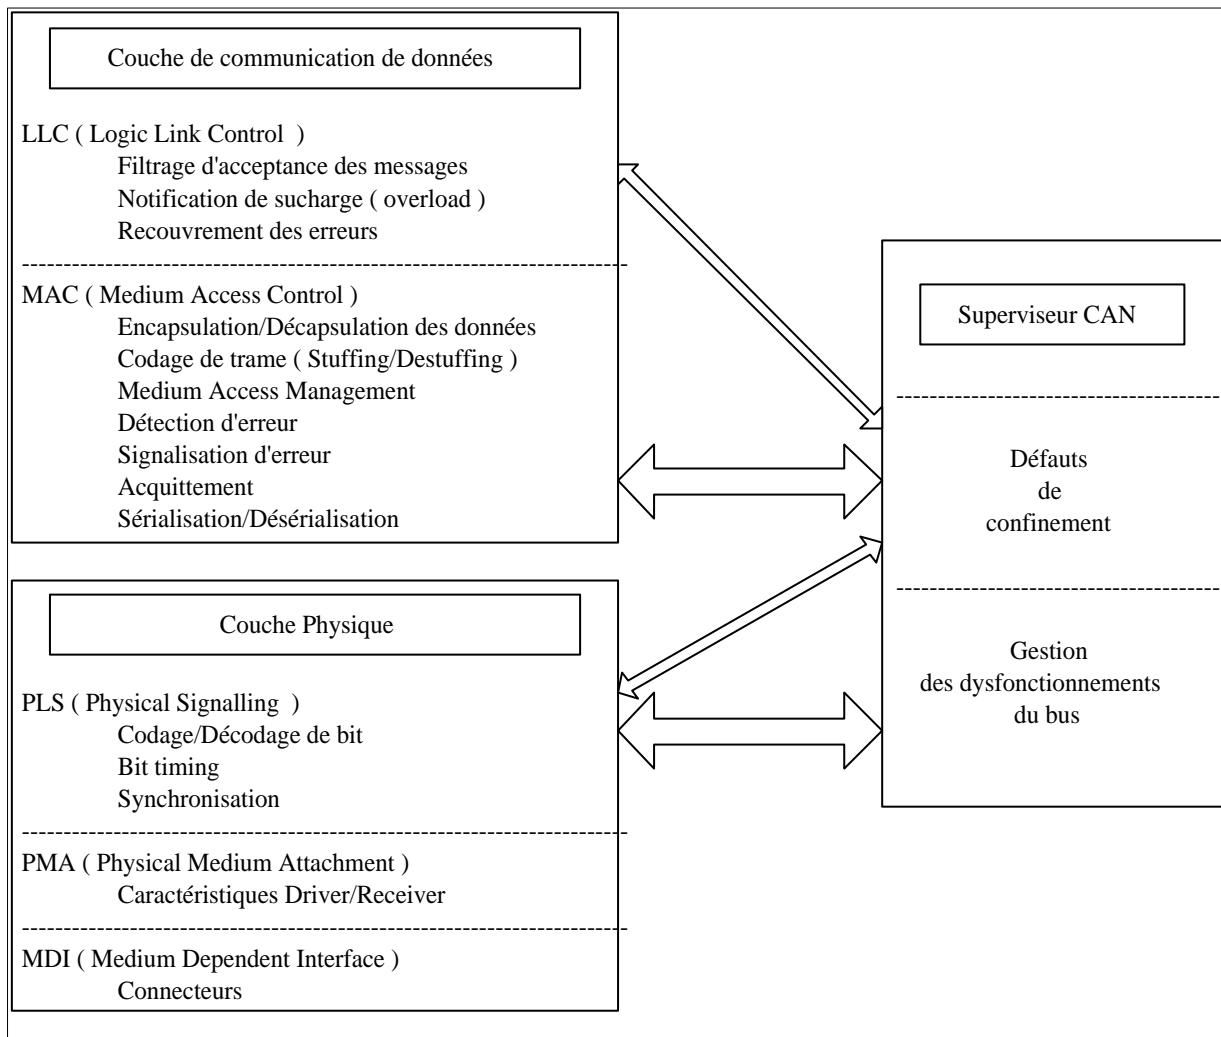 Couche de communication de données
LLC ( Logic Link Control )
Filtrage d'acceptance des messages
Notification de sucharge ( overload )
Recouvrement des erreurs
MAC ( Medium Access Control )
Encapsulation/Décapsulation des données
Codage de trame ( Stuffing/Destuffing )
Medium Access Management
Détection d'erreur
Signalisation d'erreur
Acquittement
Sérialisation/Désérialisation
Couche Physique
PLS ( Physical Signalling )
Codage/Décodage de bit
Bit timing
Synchronisation
PMA ( Physical Medium Attachment )
Caractéristiques Driver/Receiver
MDI ( Medium Dependent Interface )
Connecteurs
Superviseur CAN
Défauts
de
confinement
Gestion
des dysfonctionnements
du bus